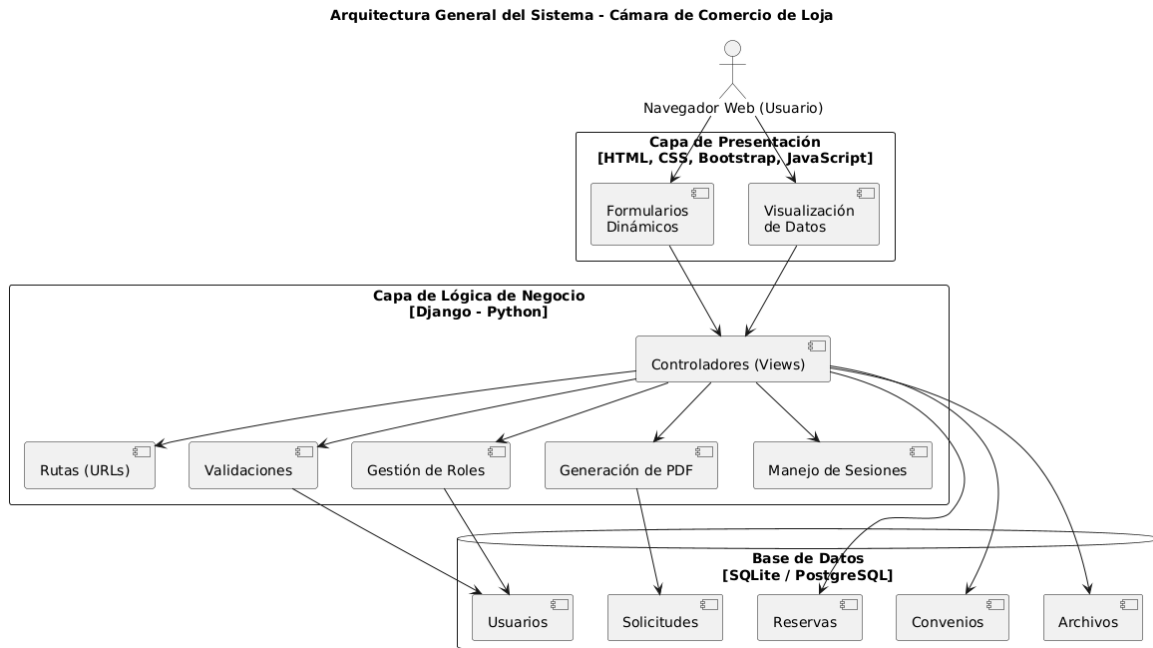 Arquitectura General del Sistema - Cámara de Comercio de Loja
Navegador Web (Usuario)
Capa de Presentación
[HTML, CSS, Bootstrap, JavaScript]
Formularios
Dinámicos
Visualización
de Datos
Capa de Lógica de Negocio
[Django - Python]
Controladores (Views)
Rutas (URLs)
Validaciones
Gestión de Roles
Generación de PDF
Manejo de Sesiones
Base de Datos
[SQLite / PostgreSQL]
Usuarios
Solicitudes
Reservas
Convenios
Archivos